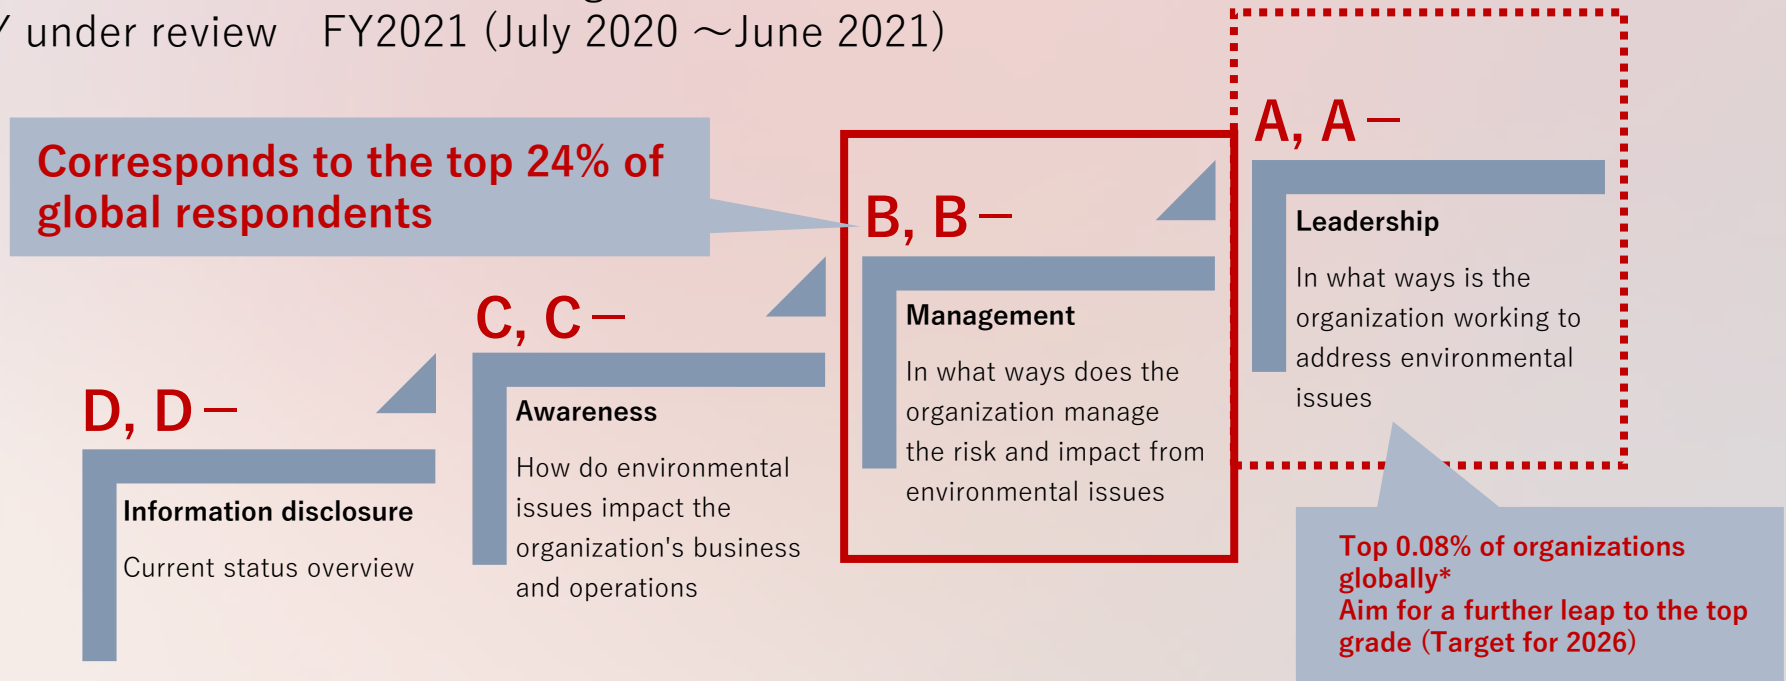 under review FY2021 (July 2020 ～June 2021)
Corresponds to the top 24% of
global respondents
A, A－
Leadership
In what ways is the
organization working to
address environmental
issues
B, B－
Management
In what ways does the
organization manage
the risk and impact from
environmental issues
C, C－
Awareness
How do environmental
issues impact the
organization's business
and operations
D, D－
Information disclosure
Current status overview
Top 0.08% of organizations
globally*
Aim for a further leap to the top
grade (Target for 2026)